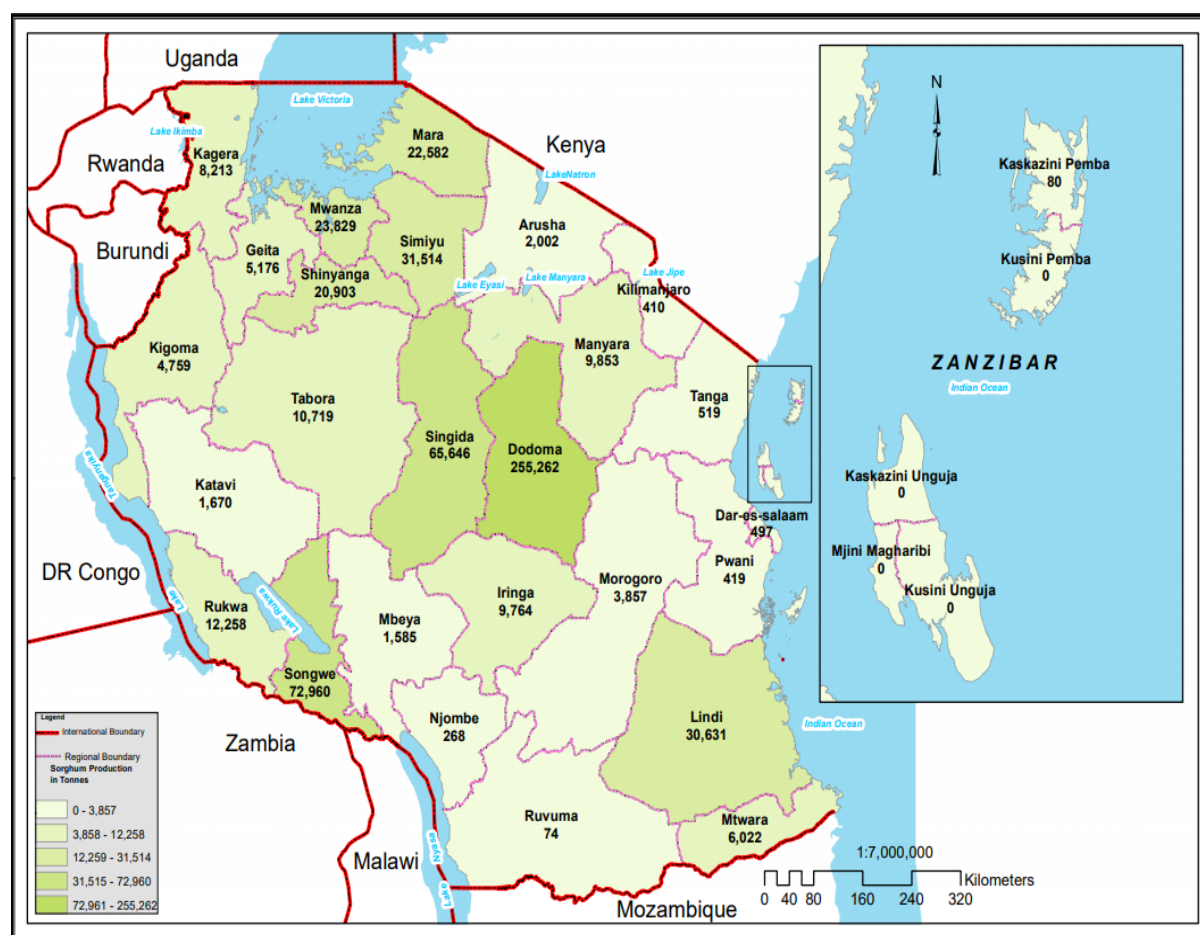 Uganda
Lake Victoria
Lake Ikimba
Mara
22,582
Kenya
Kagera
8,213
Rwanda
LakeNatron
Mwanza
23,829
Arusha
2,002
Burundi
Geita
5,176
Simiyu
31,514
Shinyanga
20,903
Lake Eyasi
Lake Manyara
Lake Jipe
Kilimanjaro
410
Kigoma
4,759
Manyara
9,853
Tabora
10,719
Tanga
519
Singida
65,646
Dodoma
255,262
Lake
Tanganyika
Katavi
1,670
Dar-es-salaam
497
Pwani
419
DR Congo
Morogoro
3,857
Rukwa
12,258
Lake Rukwa
Mbeya
1,585
Iringa
9,764
Songwe
72,960
Njombe
268
Lindi
30,631
Indian Ocean
Zambia
Ruvuma
74
Mtwara
6,022
Malawi
Lake Nyasa
Mozambique
N
Kaskazini Pemba
80
Kusini Pemba
0
ZANZIBAR
Indian Ocean
Kaskazini Unguja
0
Mjini Magharibi
0
Kusini Unguja
0
Legend
International Boundary
Regional Boundary
Sorghum Production
in Tonnes
0 - 3,857
3,858 - 12,258
12,259 - 31,514
31,515 - 72,960
72,961 - 255,262
1:7,000,000
Kilometers
0 40 80 160 240 320